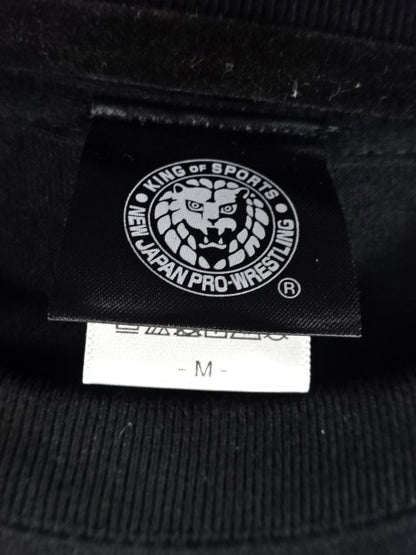 KING OF SPORTS
NEW JAPAN PRO-WRESTLING
®
- M -